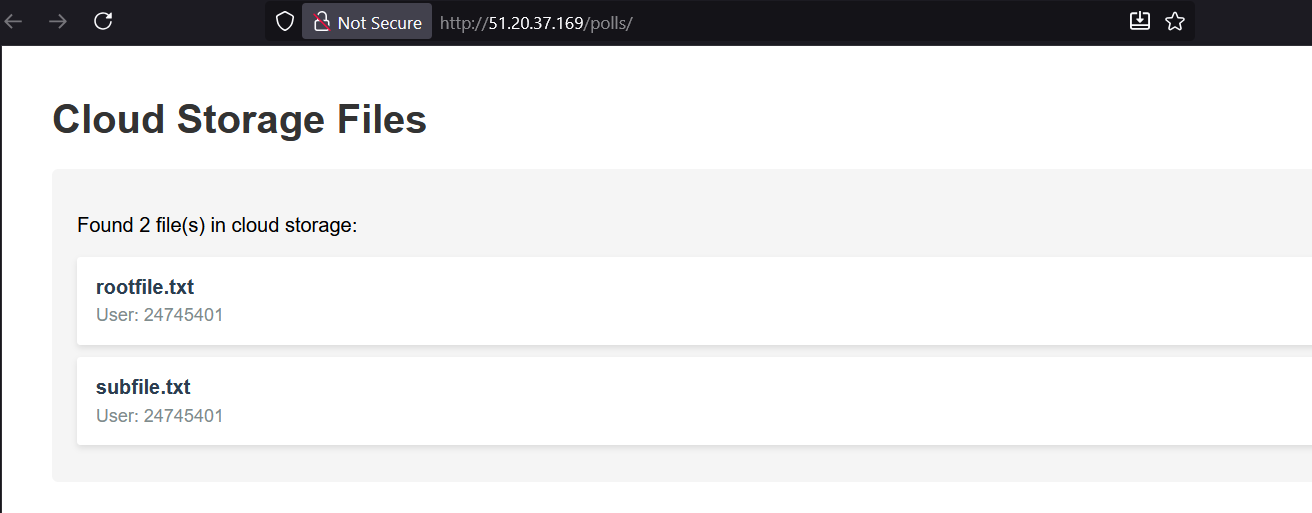 Not Secure http://51.20.37.169/polls/
Cloud Storage Files
Found 2 file(s) in cloud storage:
rootfile.txt
User: 24745401
subfile.txt
User: 24745401